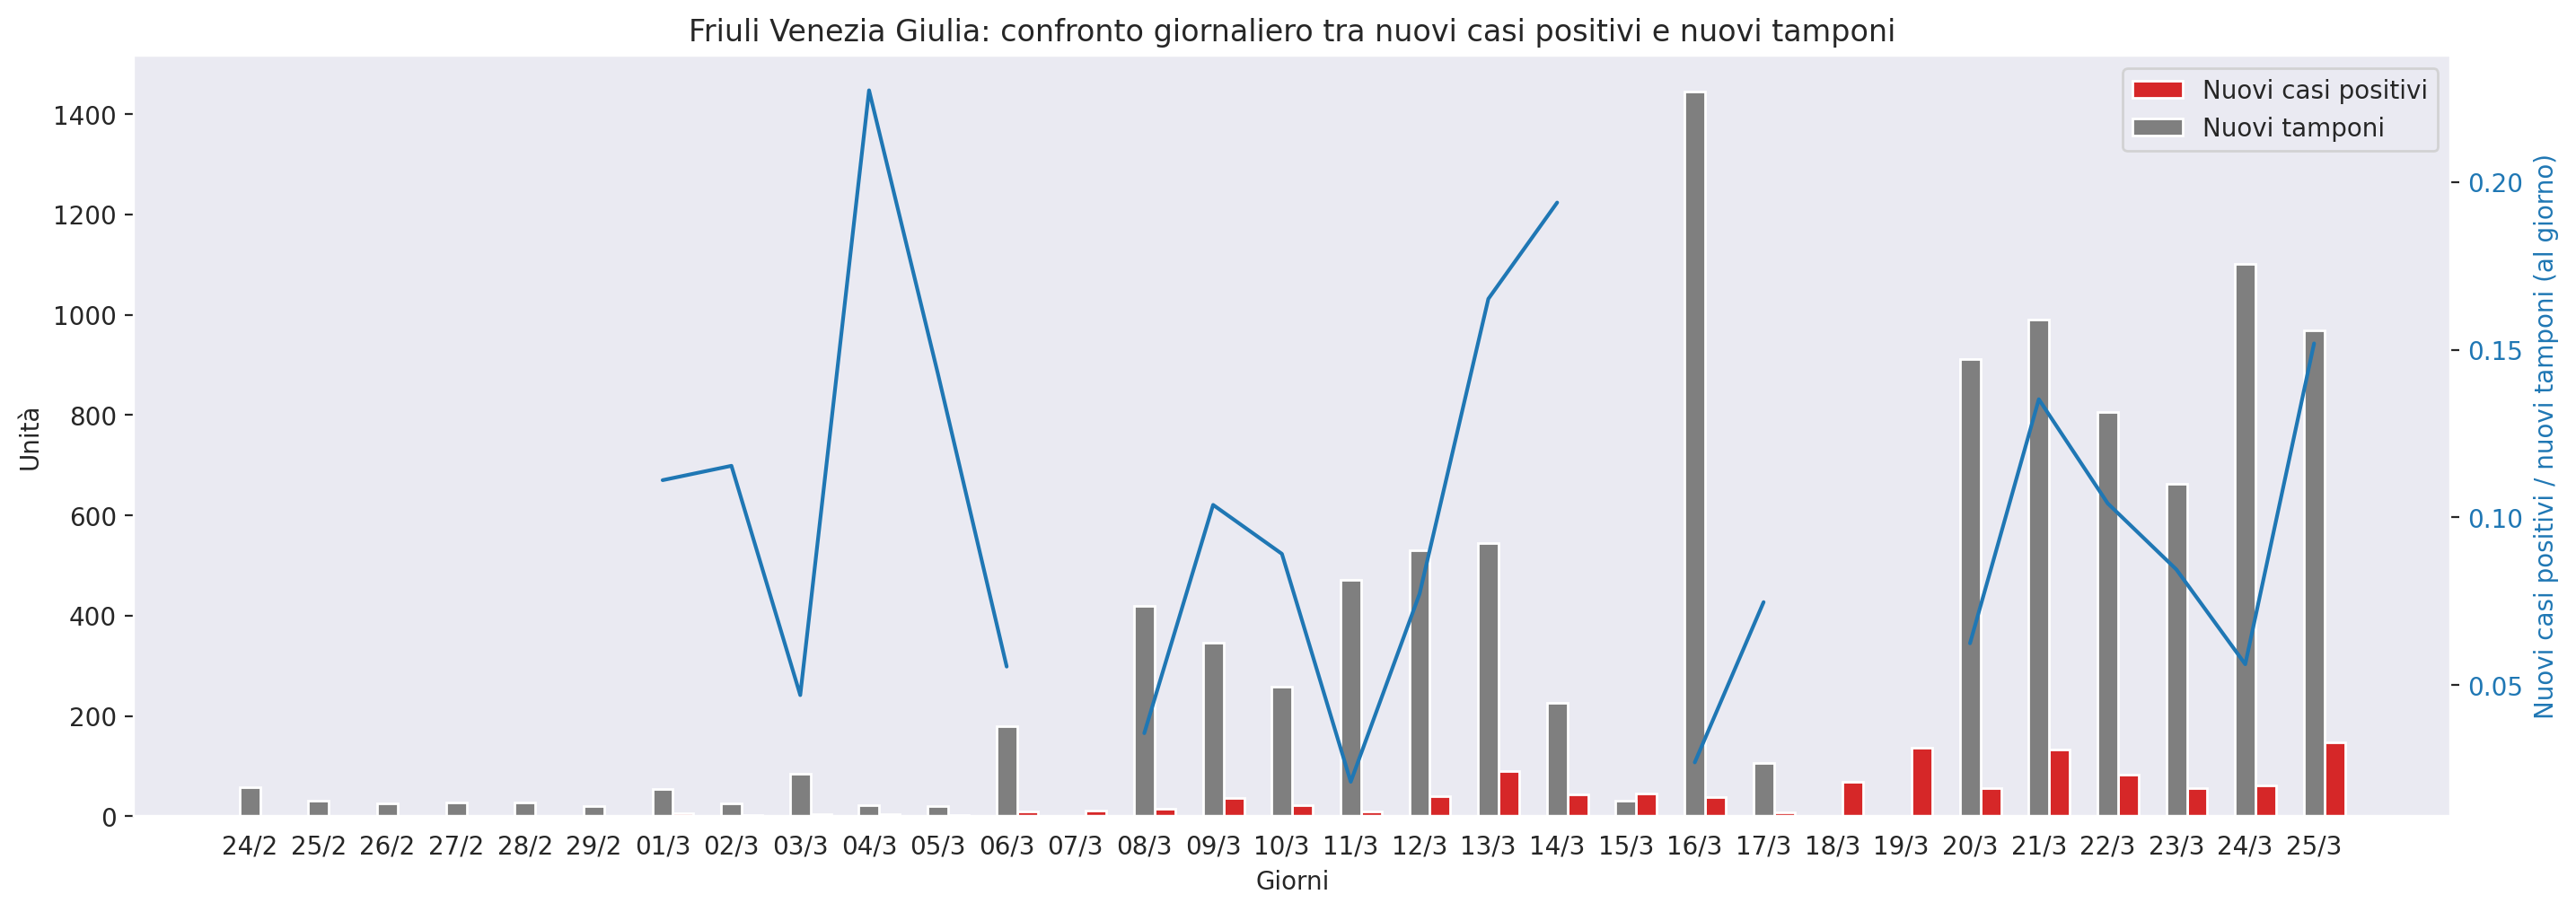 Friuli Venezia Giulia: confronto giornaliero tra nuovi casi positivi e nuovi tamponi
Nuovi casi positivi
Nuovi tamponi
Unità
1400
1200
1000
800
600
400
200
0
0.20
0.15
0.10
0.05
Nuovi casi positivi / nuovi tamponi (al giorno)
24/2 25/2 26/2 27/2 28/2 29/2 01/3 02/3 03/3 04/3 05/3 06/3 07/3 08/3 09/3 10/3 11/3 12/3 13/3 14/3 15/3 16/3 17/3 18/3 19/3 20/3 21/3 22/3 23/3 24/3 25/3
Giorni